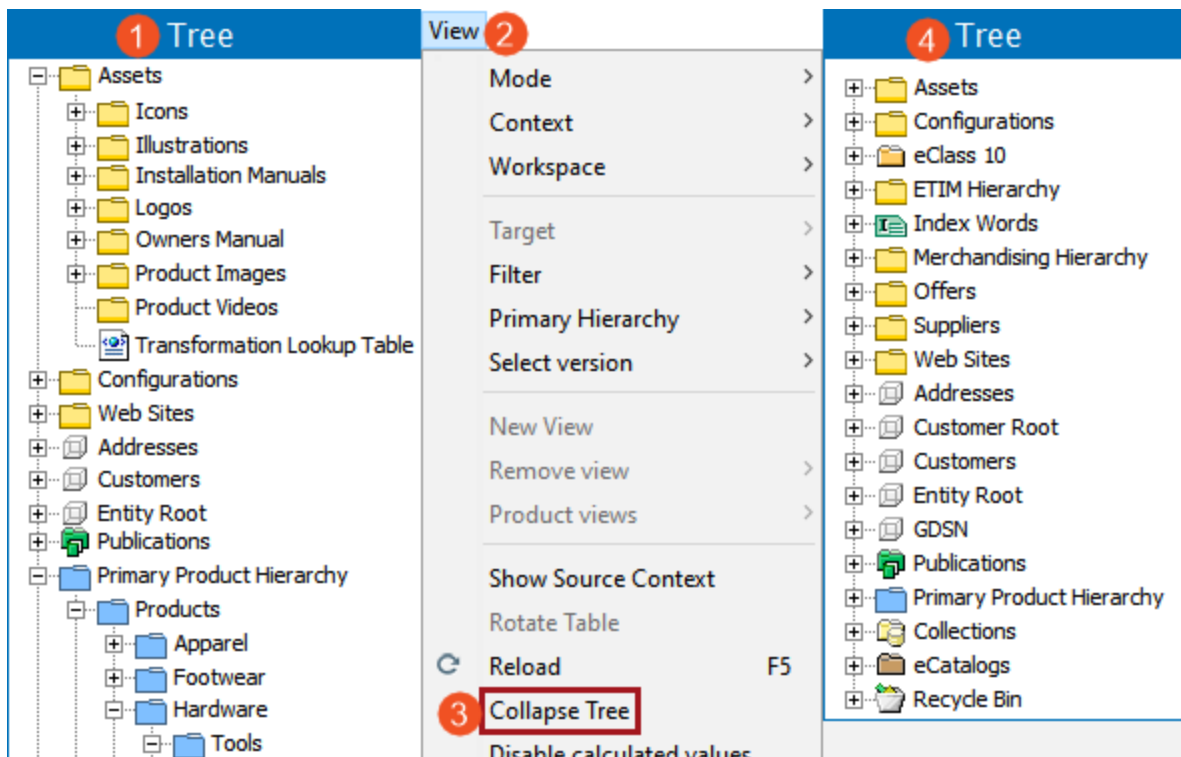 1 Tree
Assets
Icons
Illustrations
Installation Manuals
Logos
Owners Manual
Product Images
Product Videos
Transformation Lookup Table
Configurations
Web Sites
Addresses
Customers
Entity Root
Publications
Primary Product Hierarchy
Products
Apparel
Footwear
Hardware
Tools
View 2
Mode
Context
Workspace
Target
Filter
Primary Hierarchy
Select version
New View
Remove view
Product views
Show Source Context
Rotate Table
Reload F5
3 Collapse Tree
Disable calculated values
4 Tree
Assets
Configurations
eClass 10
ETIM Hierarchy
Index Words
Merchandising Hierarchy
Offers
Suppliers
Web Sites
Addresses
Customer Root
Customers
Entity Root
GDSN
Publications
Primary Product Hierarchy
Collections
eCatalogs
Recycle Bin